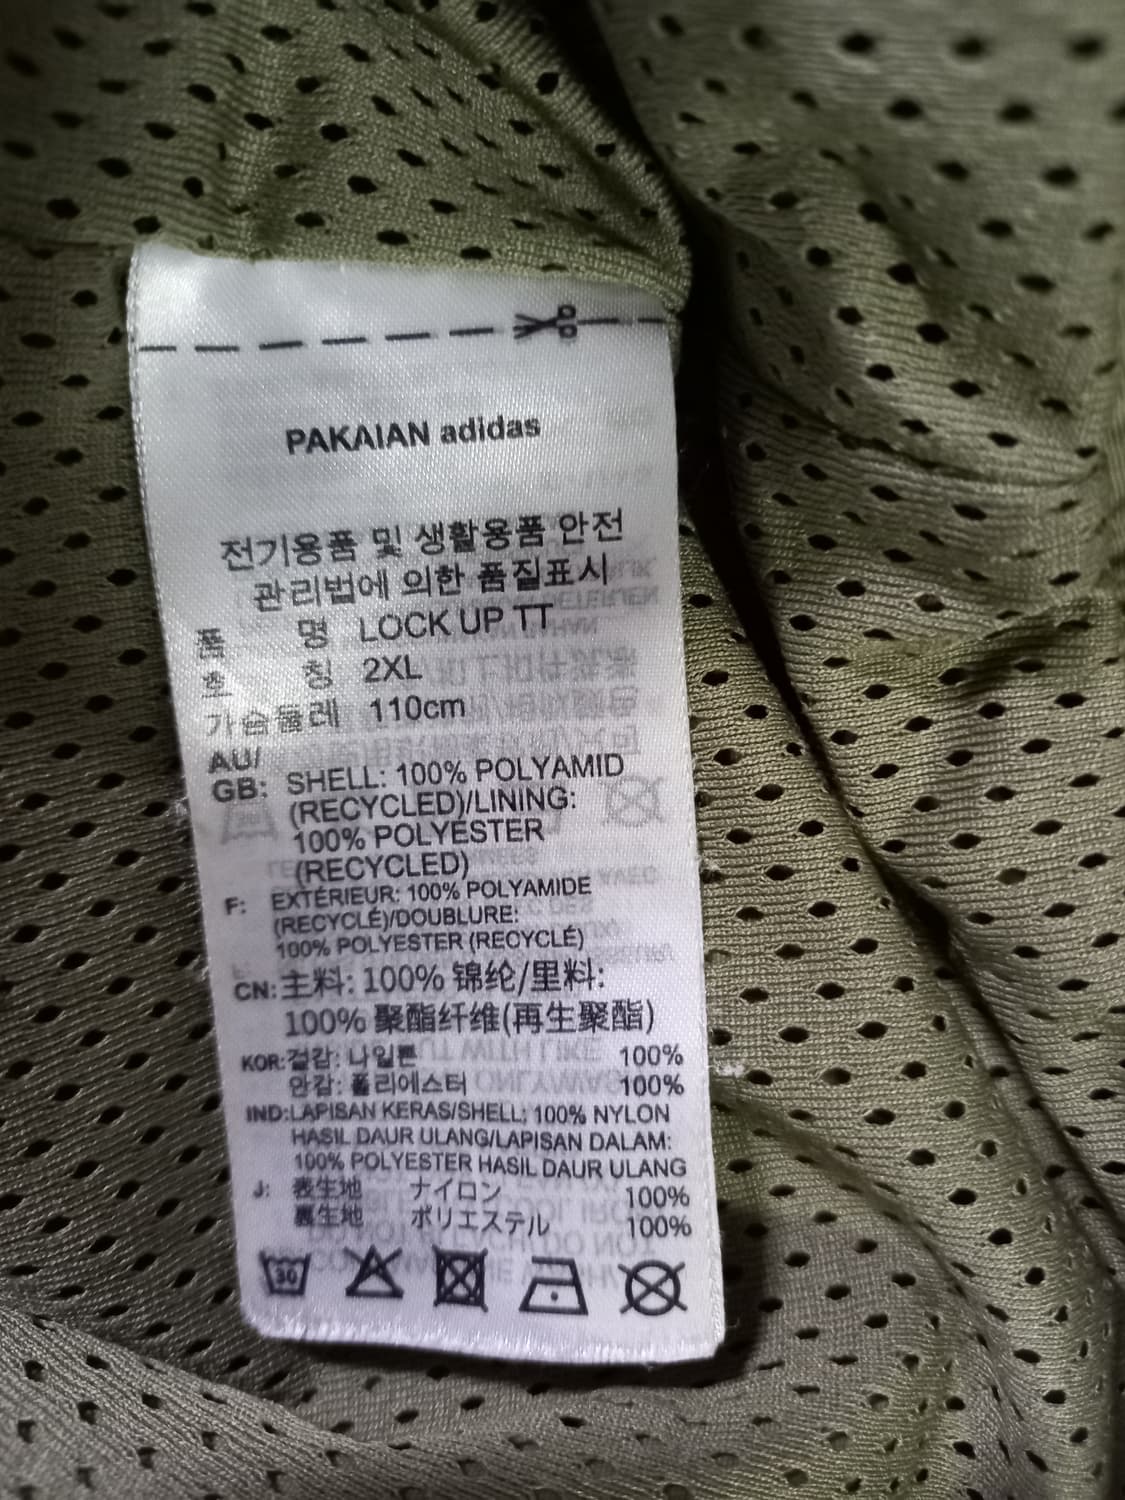 PAKAIAN adidas
전기용품 및 생활용품 안전
관리법에 의한 품질표시
품 명 LOCK UP TT
호 칭 2XL
가슴둘레 110cm
AU/
GB: SHELL: 100% POLYAMID
(RECYCLED)/LINING:
100% POLYESTER
(RECYCLED)
F: EXTÉRIEUR: 100% POLYAMIDE
(RECYCLÉ)/DOUBLURE:
100% POLYESTER (RECYCLÉ)
CN: 主料: 100% 锦纶/里料:
100% 聚酯纤维(再生聚酯)
KOR: 겉감: 나일론 100%
안감: 폴리에스터 100%
IND: LAPISAN KERAS/SHELL: 100% NYLON
HASIL DAUR ULANG/LAPISAN DALAM:
100% POLYESTER HASIL DAUR ULANG
J: 表生地 ナイロン 100%
裏生地 ポリエステル 100%
30